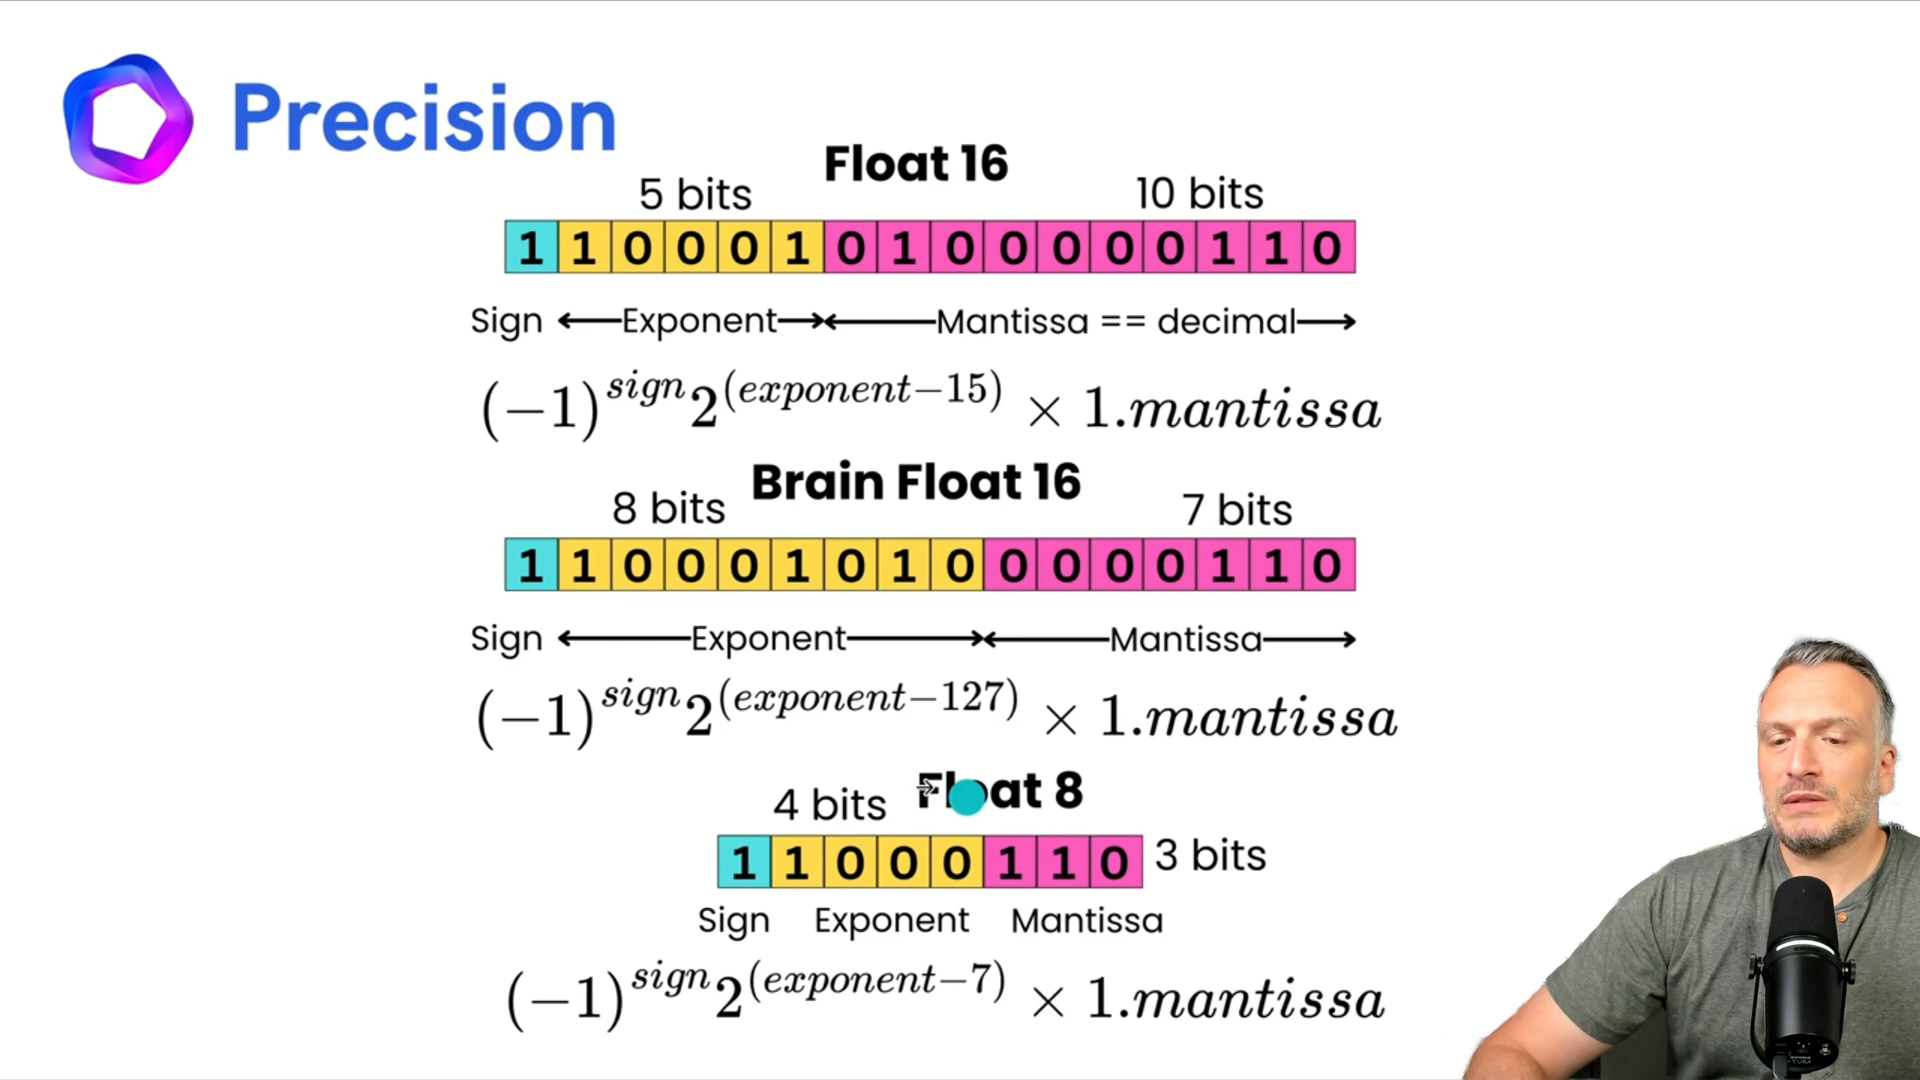 Precision
Float 16
5 bits 10 bits
1 1 0 0 0 1 0 1 0 0 0 0 0 1 1 0
Sign Exponent Mantissa == decimal
(−1)^sign 2^(exponent−15) × 1.mantissa
Brain Float 16
8 bits 7 bits
1 1 0 0 0 1 0 1 0 0 0 0 0 1 1 0
Sign Exponent Mantissa
(−1)^sign 2^(exponent−127) × 1.mantissa
4 bits Float 8
1 1 0 0 0 1 1 0 3 bits
Sign Exponent Mantissa
(−1)^sign 2^(exponent−7) × 1.mantissa